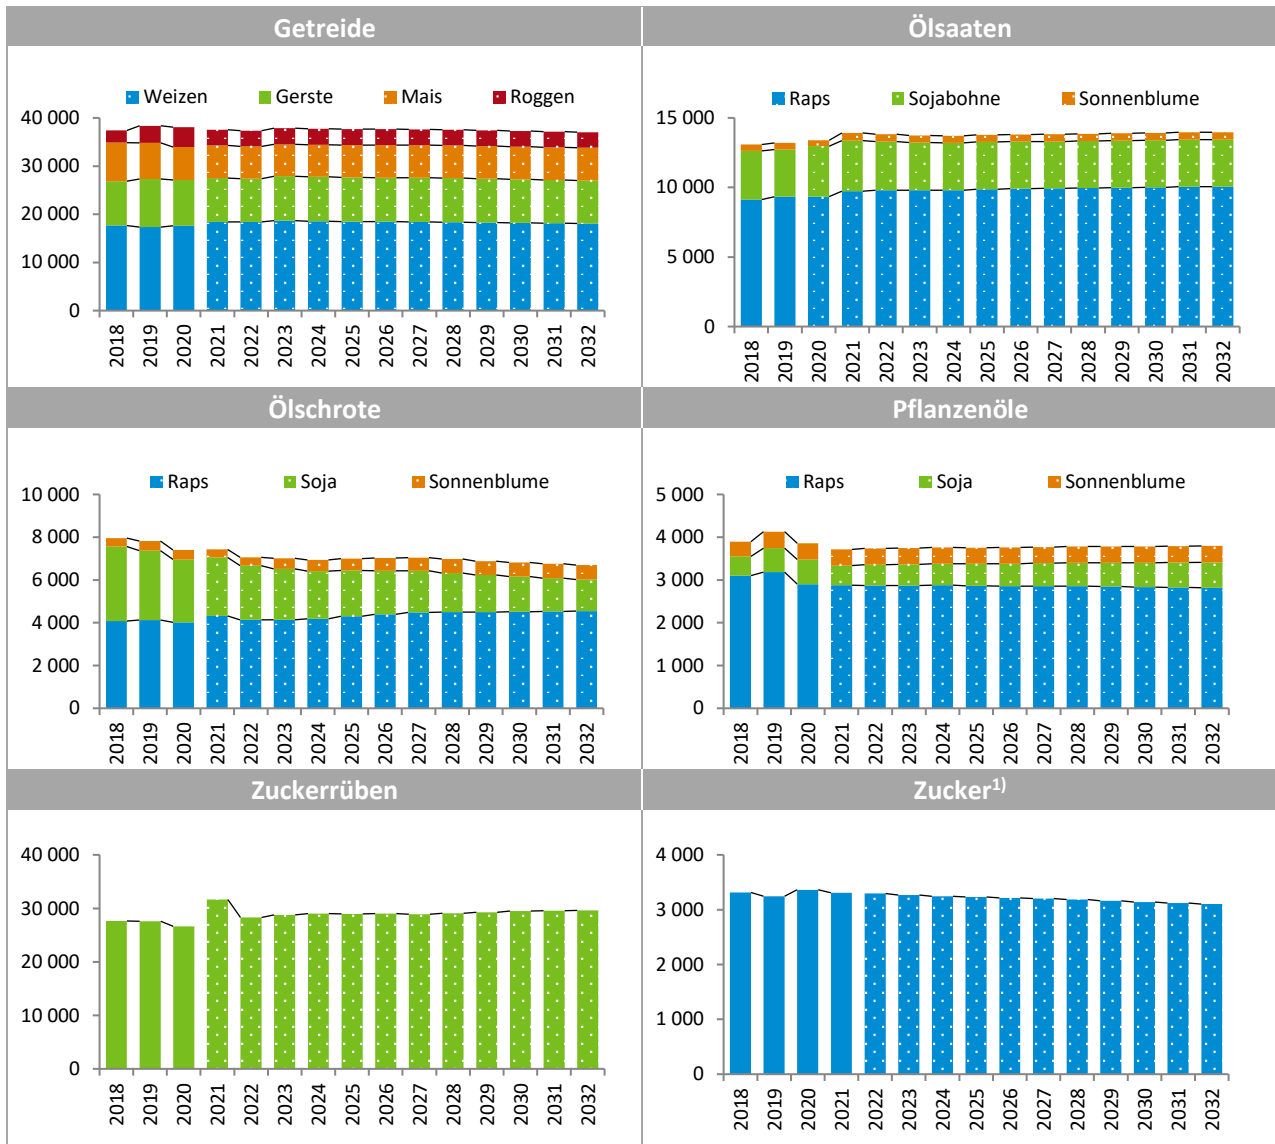 Getreide
Weizen Gerste Mais Roggen
40 000
30 000
20 000
10 000
0
2018 2019 2020 2021 2022 2023 2024 2025 2026 2027 2028 2029 2030 2031 2032
Ölsaaten
Raps Sojabohne Sonnenblume
15 000
10 000
5 000
0
2018 2019 2020 2021 2022 2023 2024 2025 2026 2027 2028 2029 2030 2031 2032
Ölschrote
Raps Soja Sonnenblume
10 000
8 000
6 000
4 000
2 000
0
2018 2019 2020 2021 2022 2023 2024 2025 2026 2027 2028 2029 2030 2031 2032
Pflanzenöle
Raps Soja Sonnenblume
5 000
4 000
3 000
2 000
1 000
0
2018 2019 2020 2021 2022 2023 2024 2025 2026 2027 2028 2029 2030 2031 2032
Zuckerrüben
40 000
30 000
20 000
10 000
0
2018 2019 2020 2021 2022 2023 2024 2025 2026 2027 2028 2029 2030 2031 2032
Zucker¹⁾
4 000
3 000
2 000
1 000
0
2018 2019 2020 2021 2022 2023 2024 2025 2026 2027 2028 2029 2030 2031 2032